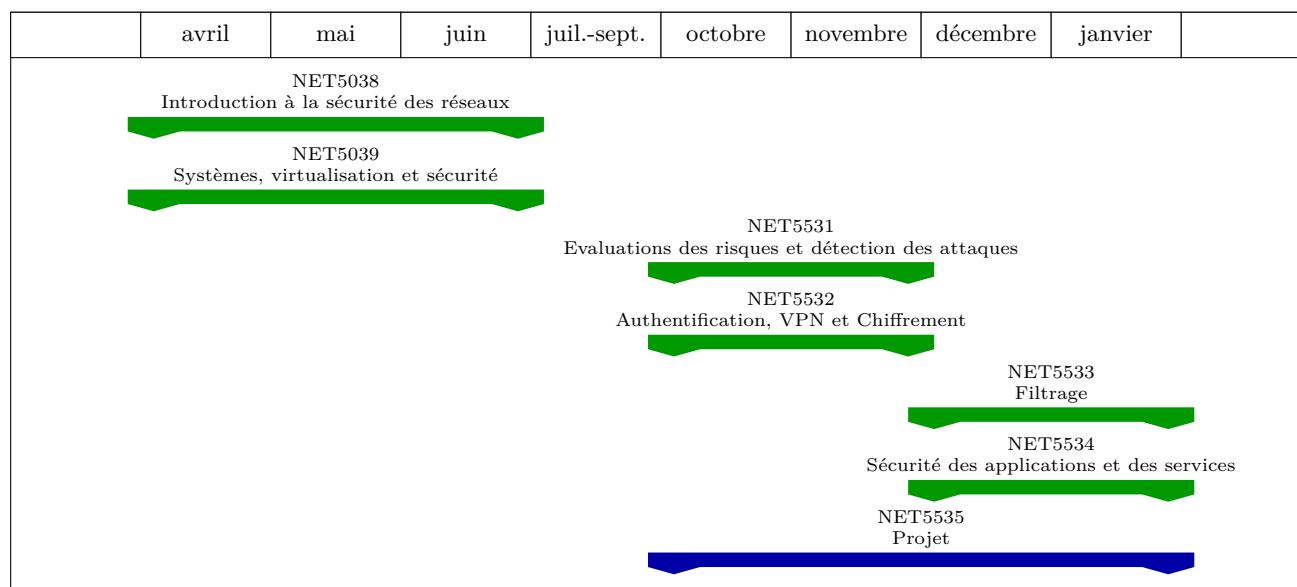 avril mai juin juil.-sept. octobre novembre décembre janvier
NET5038
Introduction à la sécurité des réseaux
NET5039
Systèmes, virtualisation et sécurité
NET5531
Evaluations des risques et détection des attaques
NET5532
Authentification, VPN et Chiffrement
NET5533
Filtrage
NET5534
Sécurité des applications et des services
NET5535
Projet